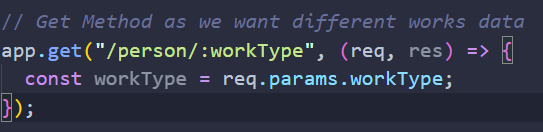 // Get Method as we want different works data
app.get("/person/:workType", (req, res) => {
  const workType = req.params.workType;
});